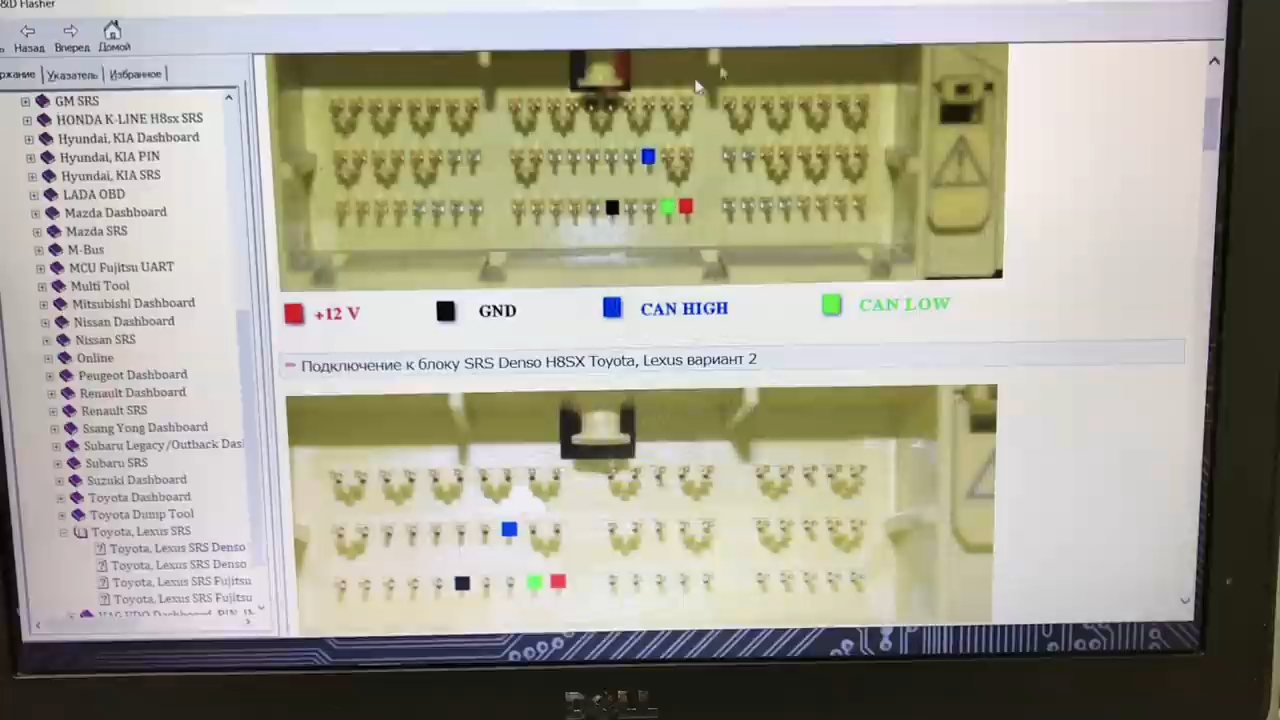 &D Flasher
Назад Вперед Домой
ржание Указатель Избранное
GM SRS
HONDA K-LINE H8sx SRS
Hyundai, KIA Dashboard
Hyundai, KIA PIN
Hyundai, KIA SRS
LADA OBD
Mazda Dashboard
Mazda SRS
M-Bus
MCU Fujitsu UART
Multi Tool
Mitsubishi Dashboard
Nissan Dashboard
Nissan SRS
Online
Peugeot Dashboard
Renault Dashboard
Renault SRS
Ssang Yong Dashboard
Subaru Legacy/Outback Das
Subaru SRS
Suzuki Dashboard
Toyota Dashboard
Toyota Dump Tool
Toyota, Lexus SRS
Toyota, Lexus SRS Denso
Toyota, Lexus SRS Denso
Toyota, Lexus SRS Fujitsu
Toyota, Lexus SRS Fujitsu
+12 V GND CAN HIGH CAN LOW
Подключение к блоку SRS Denso H8SX Toyota, Lexus вариант 2
DELL